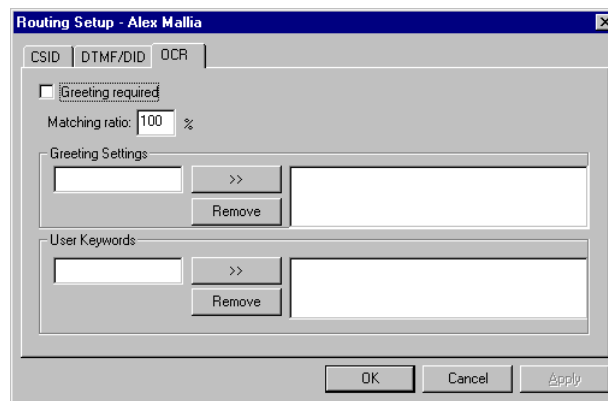 Routing Setup - Alex Mallia
CSID DTMF/DID OCR
Greeting required
Matching ratio: 100 %
Greeting Settings
>>
Remove
User Keywords
>>
Remove
OK Cancel Apply